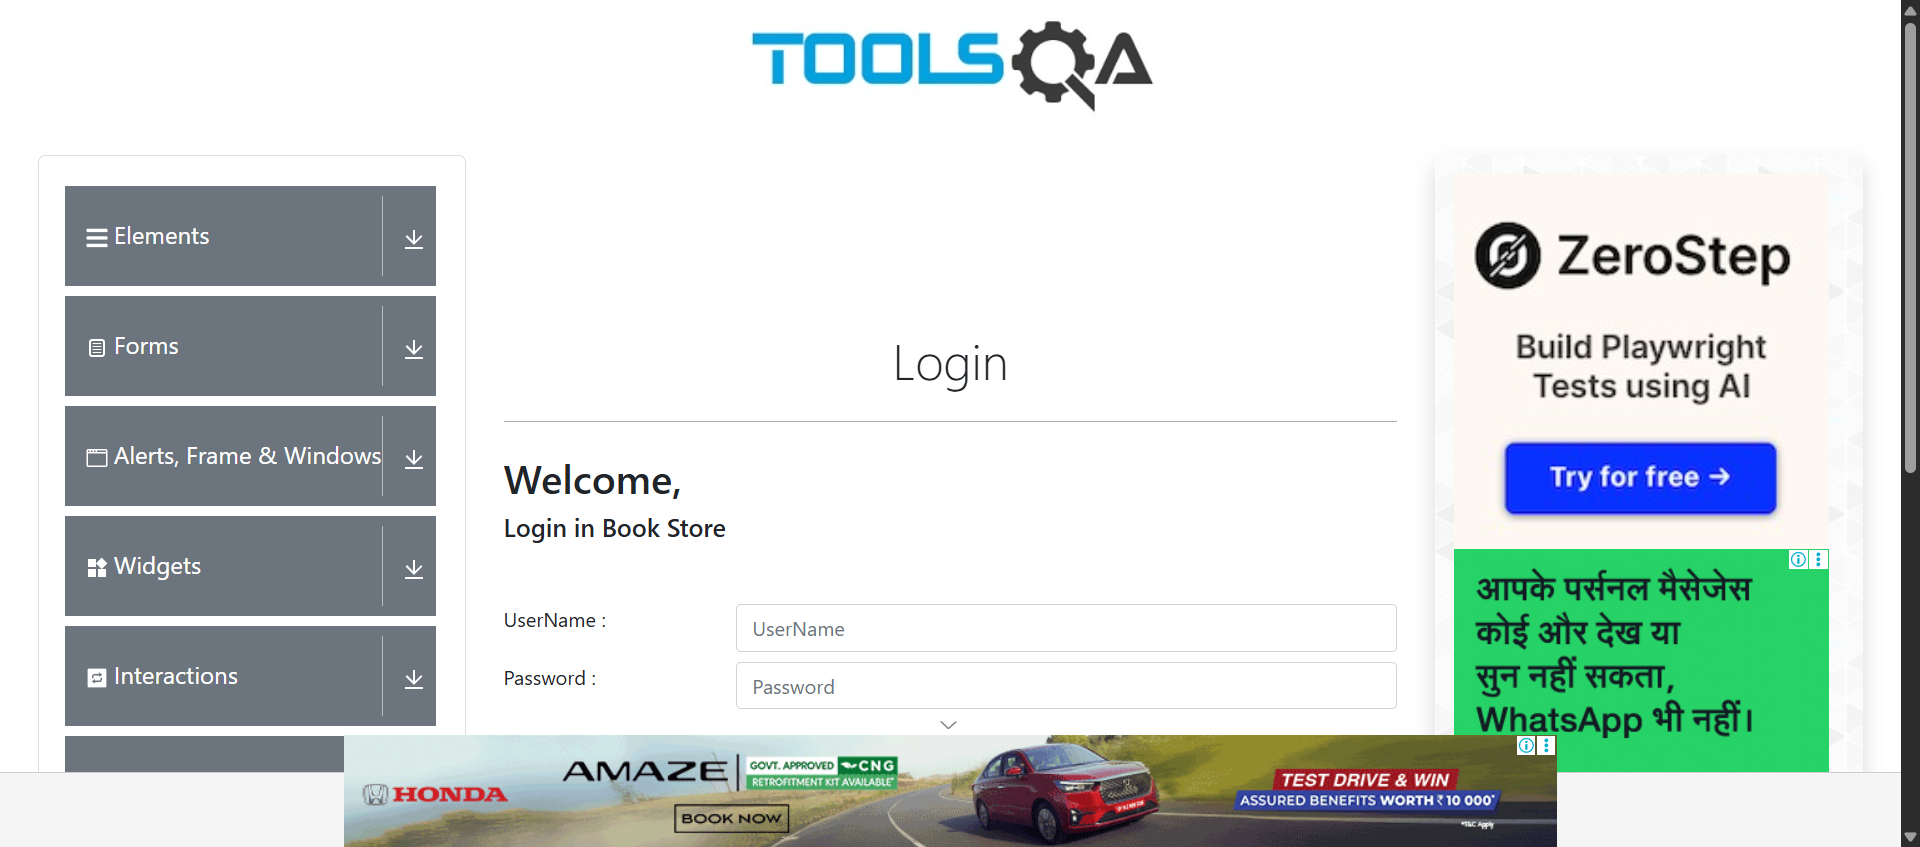 TOOLSQA
Elements
Forms
Alerts, Frame & Windows
Widgets
Interactions
Login
Welcome,
Login in Book Store
UserName :
UserName
Password :
Password
ZeroStep
Build Playwright
Tests using AI
Try for free →
आपके पर्सनल मैसेजेस
कोई और देख या
सुन नहीं सकता,
WhatsApp भी नहीं।
HONDA
AMAZE
GOVT. APPROVED CNG
RETROFITMENT KIT AVAILABLE*
BOOK NOW
TEST DRIVE & WIN
ASSURED BENEFITS WORTH ₹ 10 000*
*T&C Apply